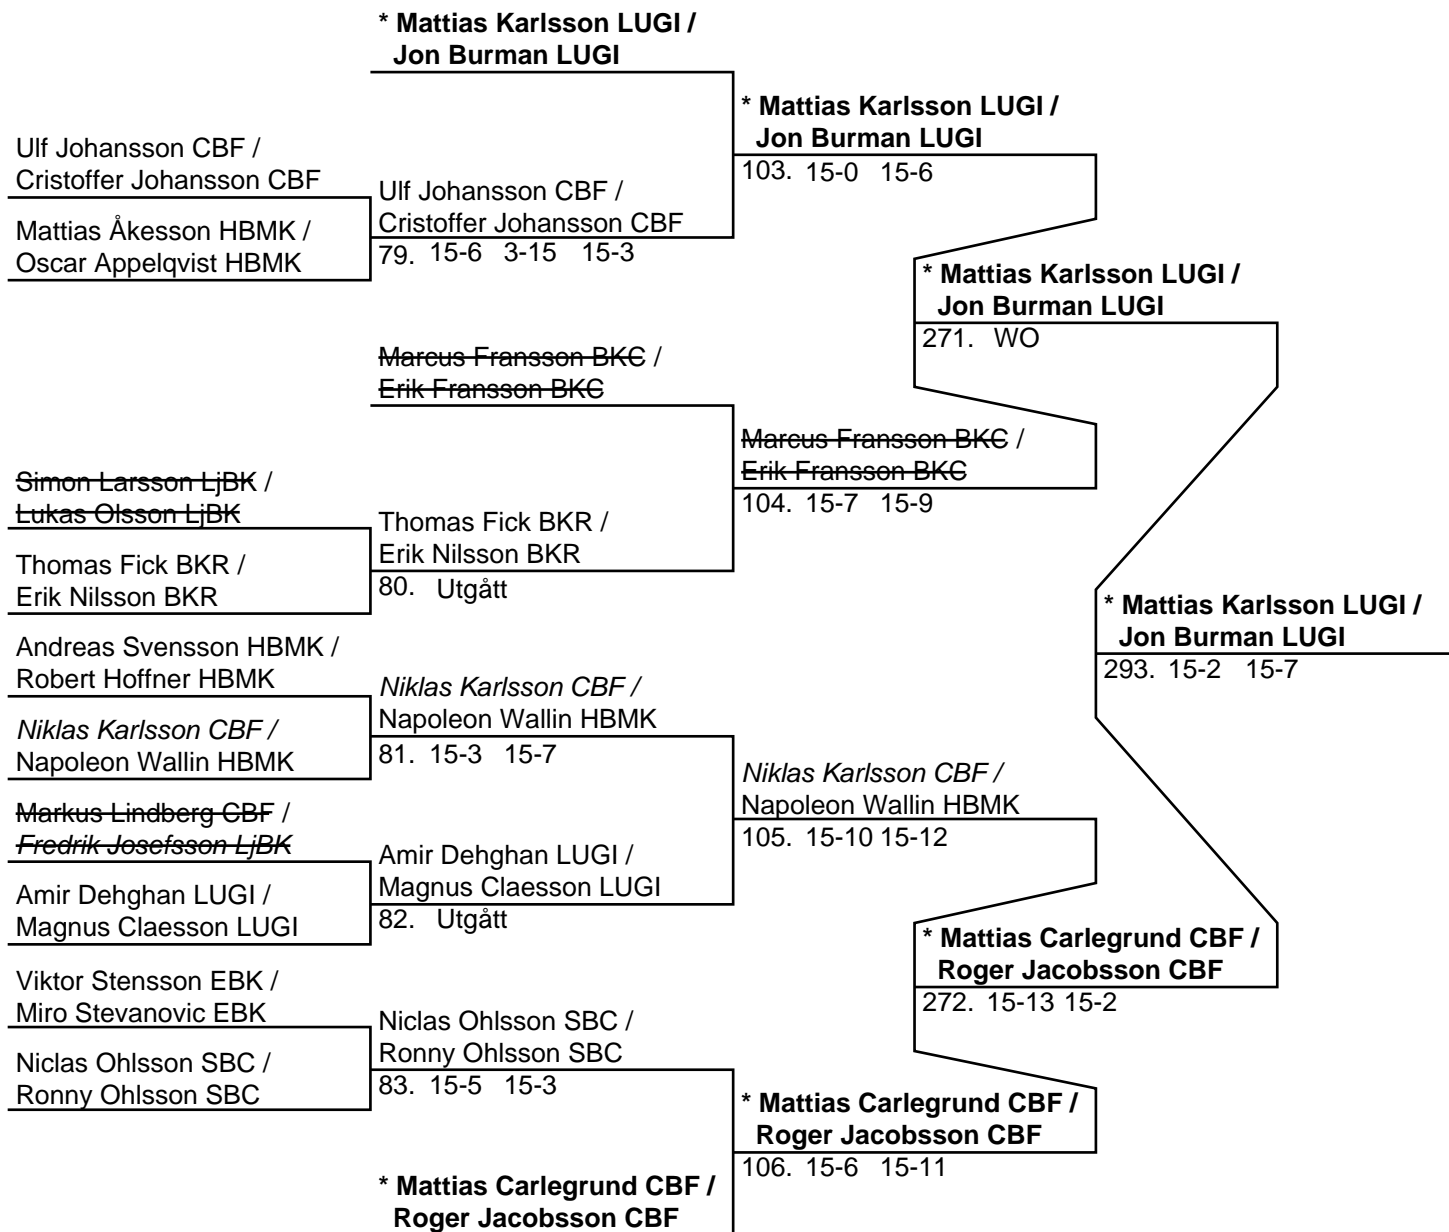 * Mattias Karlsson LUGI /
Jon Burman LUGI
* Mattias Karlsson LUGI /
Jon Burman LUGI
103. 15-0 15-6
Ulf Johansson CBF /
Cristoffer Johansson CBF
Ulf Johansson CBF /
Cristoffer Johansson CBF
79. 15-6 3-15 15-3
Mattias Åkesson HBMK /
Oscar Appelqvist HBMK
* Mattias Karlsson LUGI /
Jon Burman LUGI
271. WO
Marcus Fransson BKC /
Erik Fransson BKC
Marcus Fransson BKC /
Erik Fransson BKC
104. 15-7 15-9
Simon Larsson LjBK /
Lukas Olsson LjBK
Thomas Fick BKR /
Erik Nilsson BKR
80. Utgått
Thomas Fick BKR /
Erik Nilsson BKR
* Mattias Karlsson LUGI /
Jon Burman LUGI
293. 15-2 15-7
Andreas Svensson HBMK /
Robert Hoffner HBMK
Niklas Karlsson CBF /
Napoleon Wallin HBMK
81. 15-3 15-7
Niklas Karlsson CBF /
Napoleon Wallin HBMK
Niklas Karlsson CBF /
Napoleon Wallin HBMK
105. 15-10 15-12
Markus Lindberg CBF /
Fredrik Josefsson LjBK
Amir Dehghan LUGI /
Magnus Claesson LUGI
82. Utgått
Amir Dehghan LUGI /
Magnus Claesson LUGI
* Mattias Carlegrund CBF /
Roger Jacobsson CBF
272. 15-13 15-2
Viktor Stensson EBK /
Miro Stevanovic EBK
Niclas Ohlsson SBC /
Ronny Ohlsson SBC
83. 15-5 15-3
Niclas Ohlsson SBC /
Ronny Ohlsson SBC
* Mattias Carlegrund CBF /
Roger Jacobsson CBF
106. 15-6 15-11
* Mattias Carlegrund CBF /
Roger Jacobsson CBF